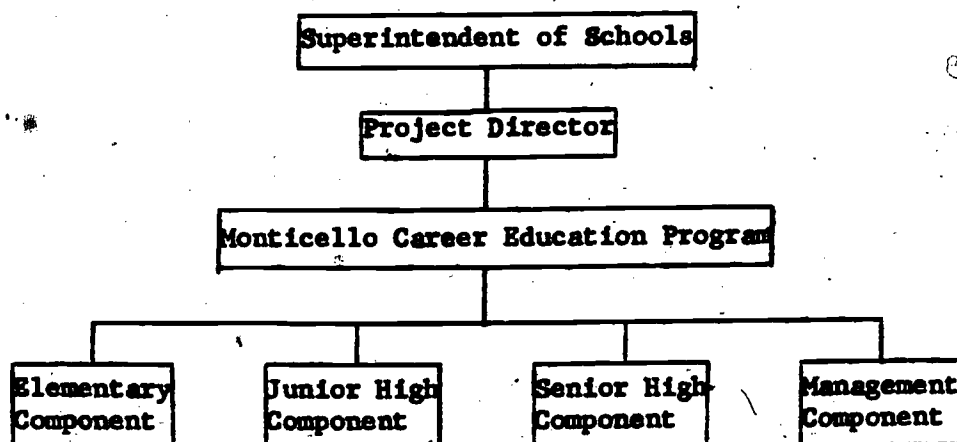 Superintendent of Schools
Project Director
Monticello Career Education Program
Elementary
Component
Junior High
Component
Senior High
Component
Management
Component